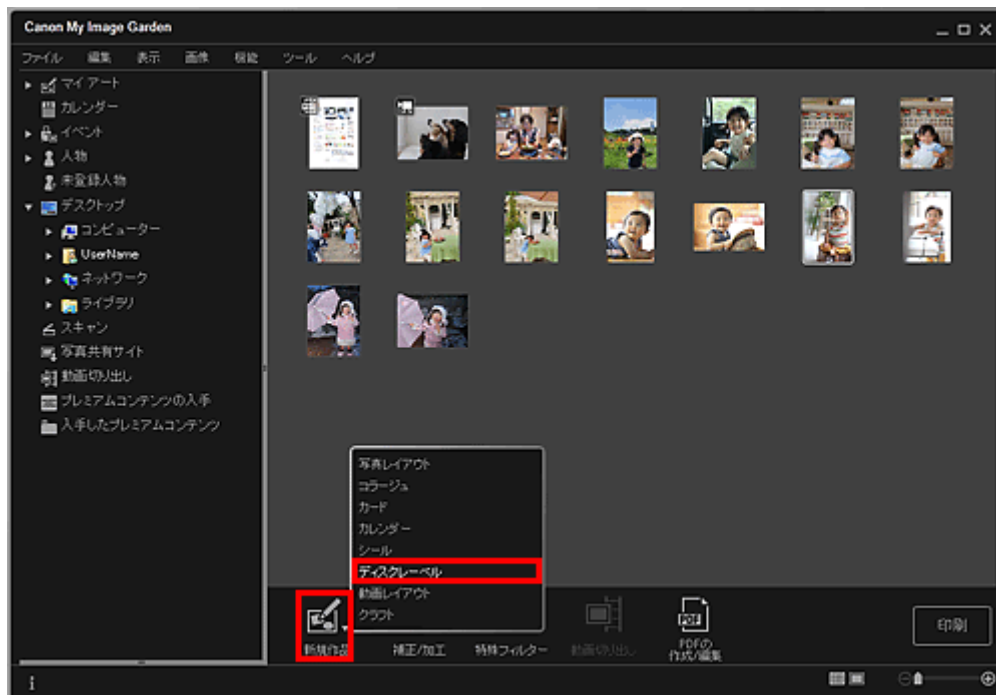 Canon My Image Garden
ファイル 編集 表示 画像 機能 ツール ヘルプ
マイ アート
カレンダー
イベント
人物
未登録人物
デスクトップ
コンピューター
UserName
ネットワーク
ライブラリ
スキャン
写真共有サイト
動画切り出し
プレミアムコンテンツの入手
入手したプレミアムコンテンツ
写真レイアウト
コラージュ
カード
カレンダー
シール
ディスクレーベル
動画レイアウト
クラフト
新規作品
補正/加工
特殊フィルター
動画切り出し
PDF
PDFの
作成/編集
印刷